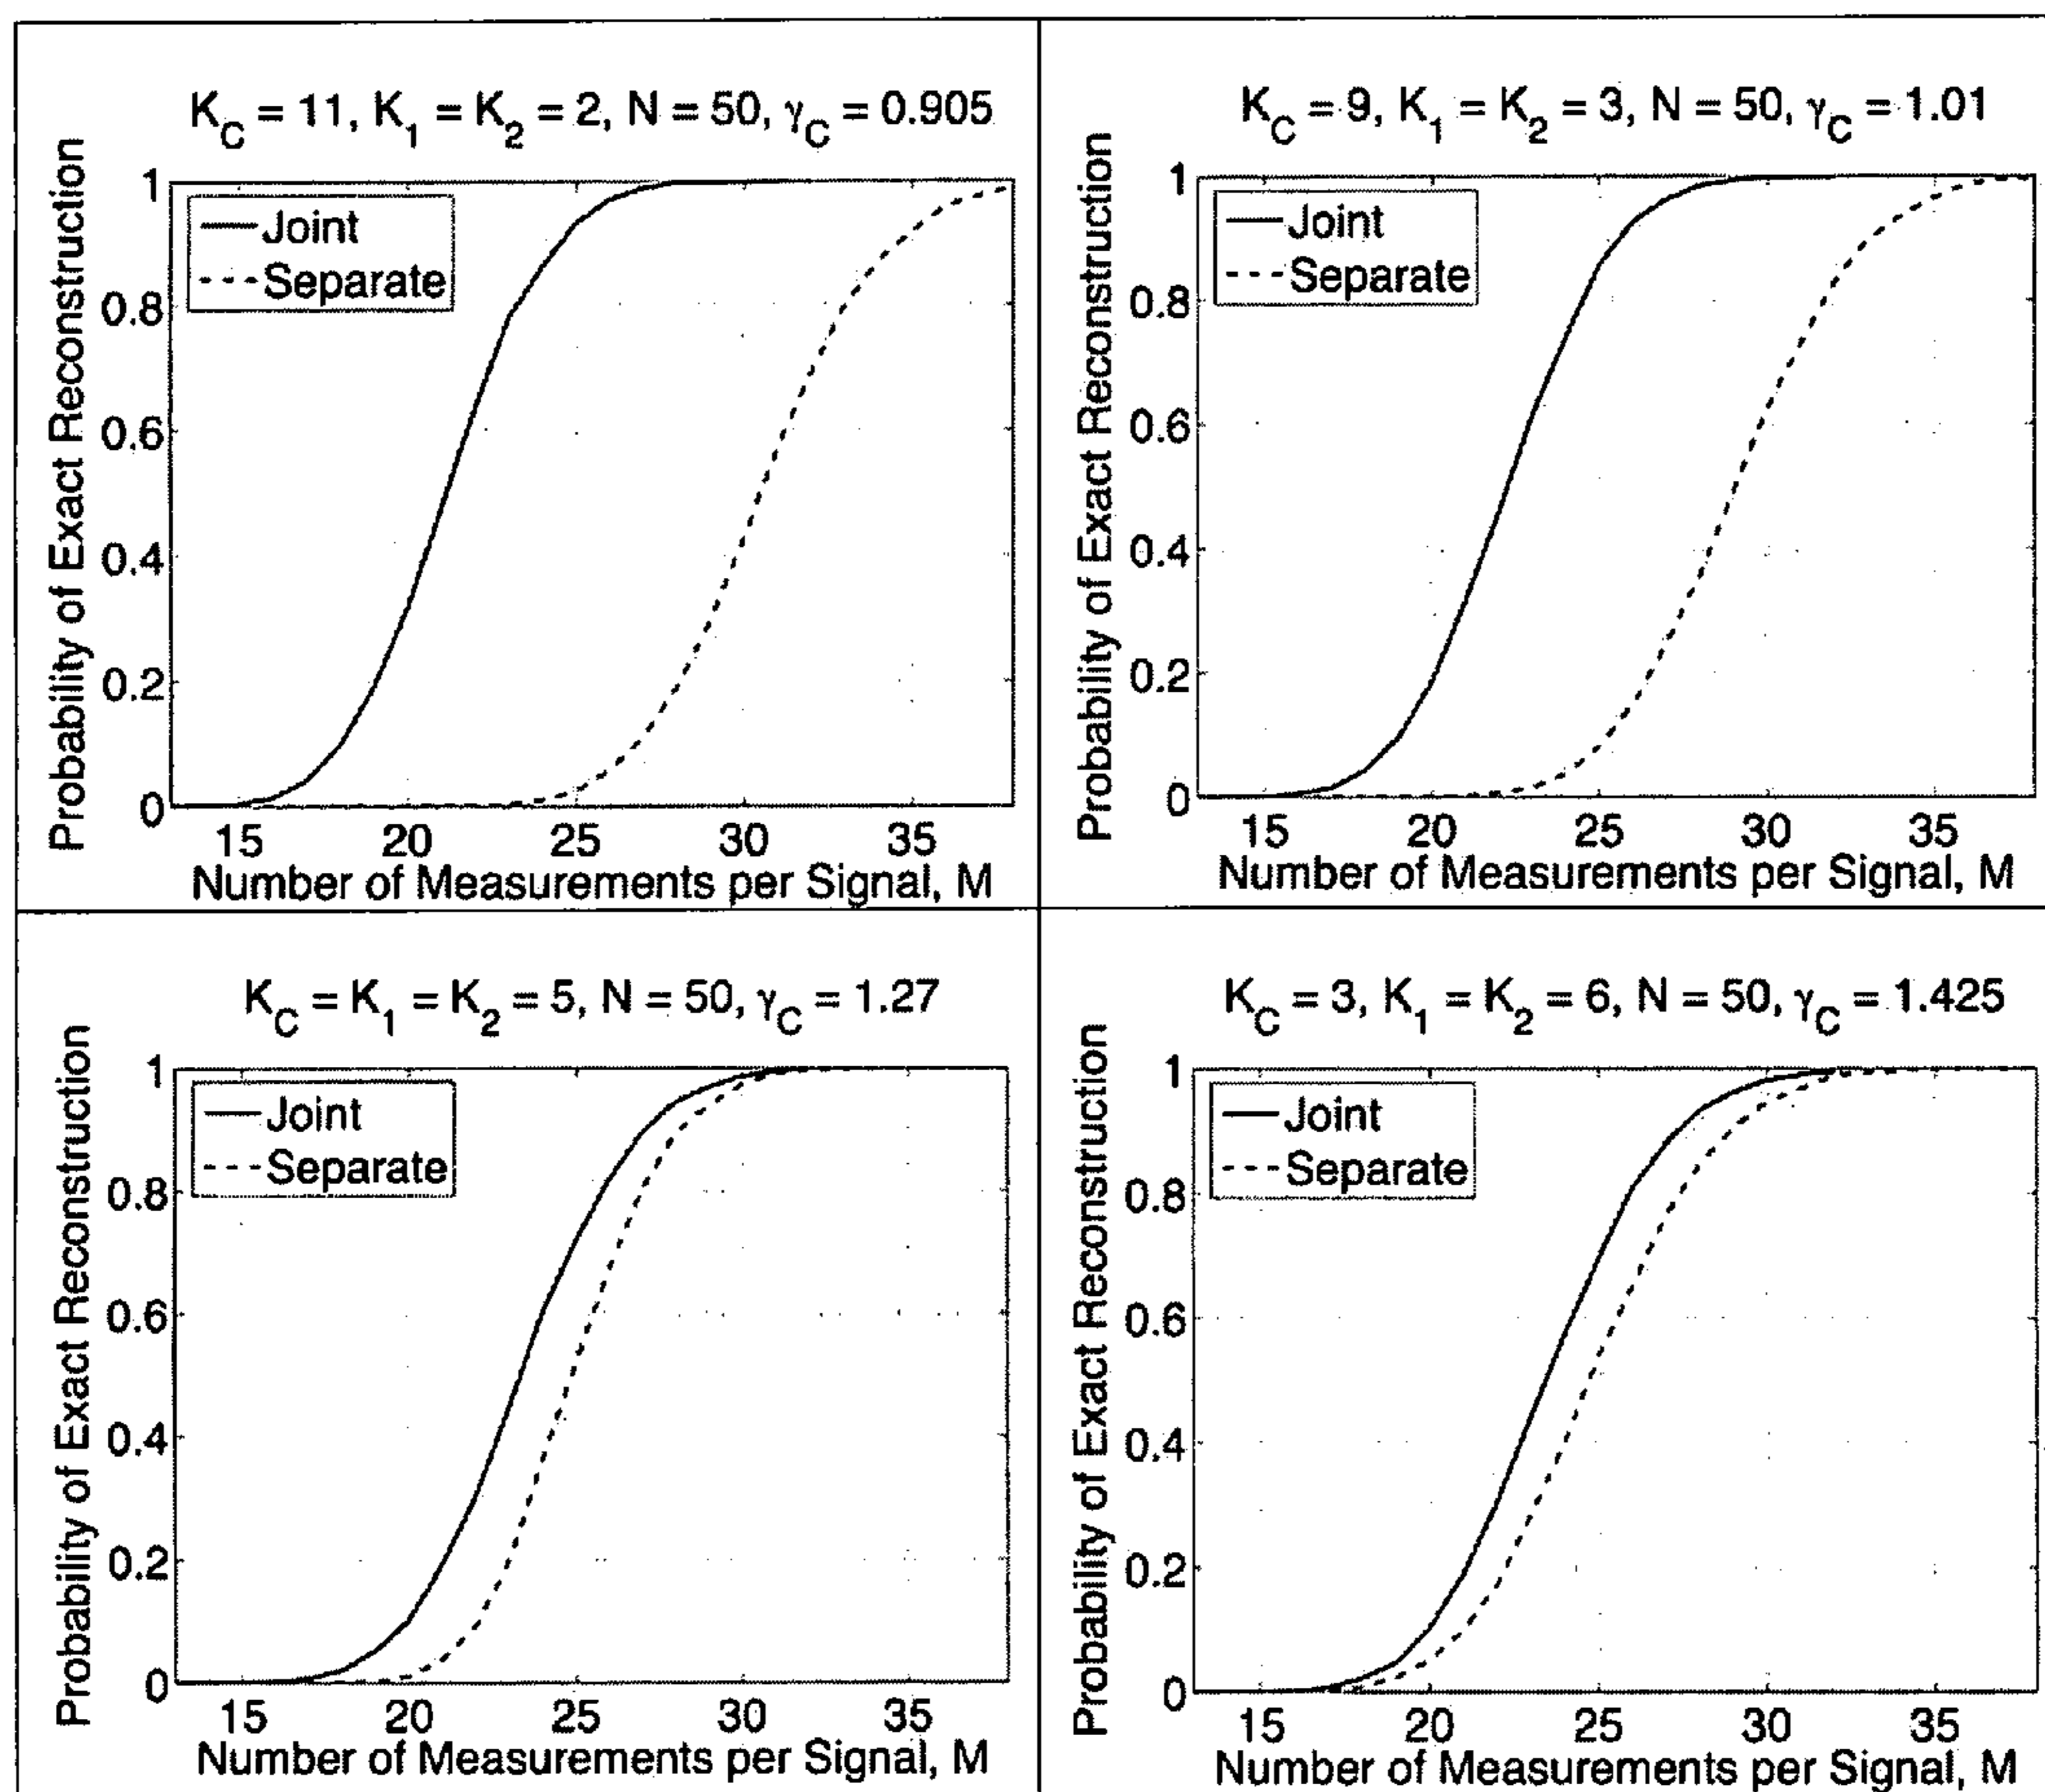 K_C = 11, K_1 = K_2 = 2, N = 50, γ_C = 0.905
Probability of Exact Reconstruction
1
0.8
0.6
0.4
0.2
0
Joint
Separate
15 20 25 30 35
Number of Measurements per Signal, M
K_C = 9, K_1 = K_2 = 3, N = 50, γ_C = 1.01
Probability of Exact Reconstruction
1
0.8
0.6
0.4
0.2
0
Joint
Separate
15 20 25 30 35
Number of Measurements per Signal, M
K_C = K_1 = K_2 = 5, N = 50, γ_C = 1.27
Probability of Exact Reconstruction
1
0.8
0.6
0.4
0.2
0
Joint
Separate
15 20 25 30 35
Number of Measurements per Signal, M
K_C = 3, K_1 = K_2 = 6, N = 50, γ_C = 1.425
Probability of Exact Reconstruction
1
0.8
0.6
0.4
0.2
0
Joint
Separate
15 20 25 30 35
Number of Measurements per Signal, M